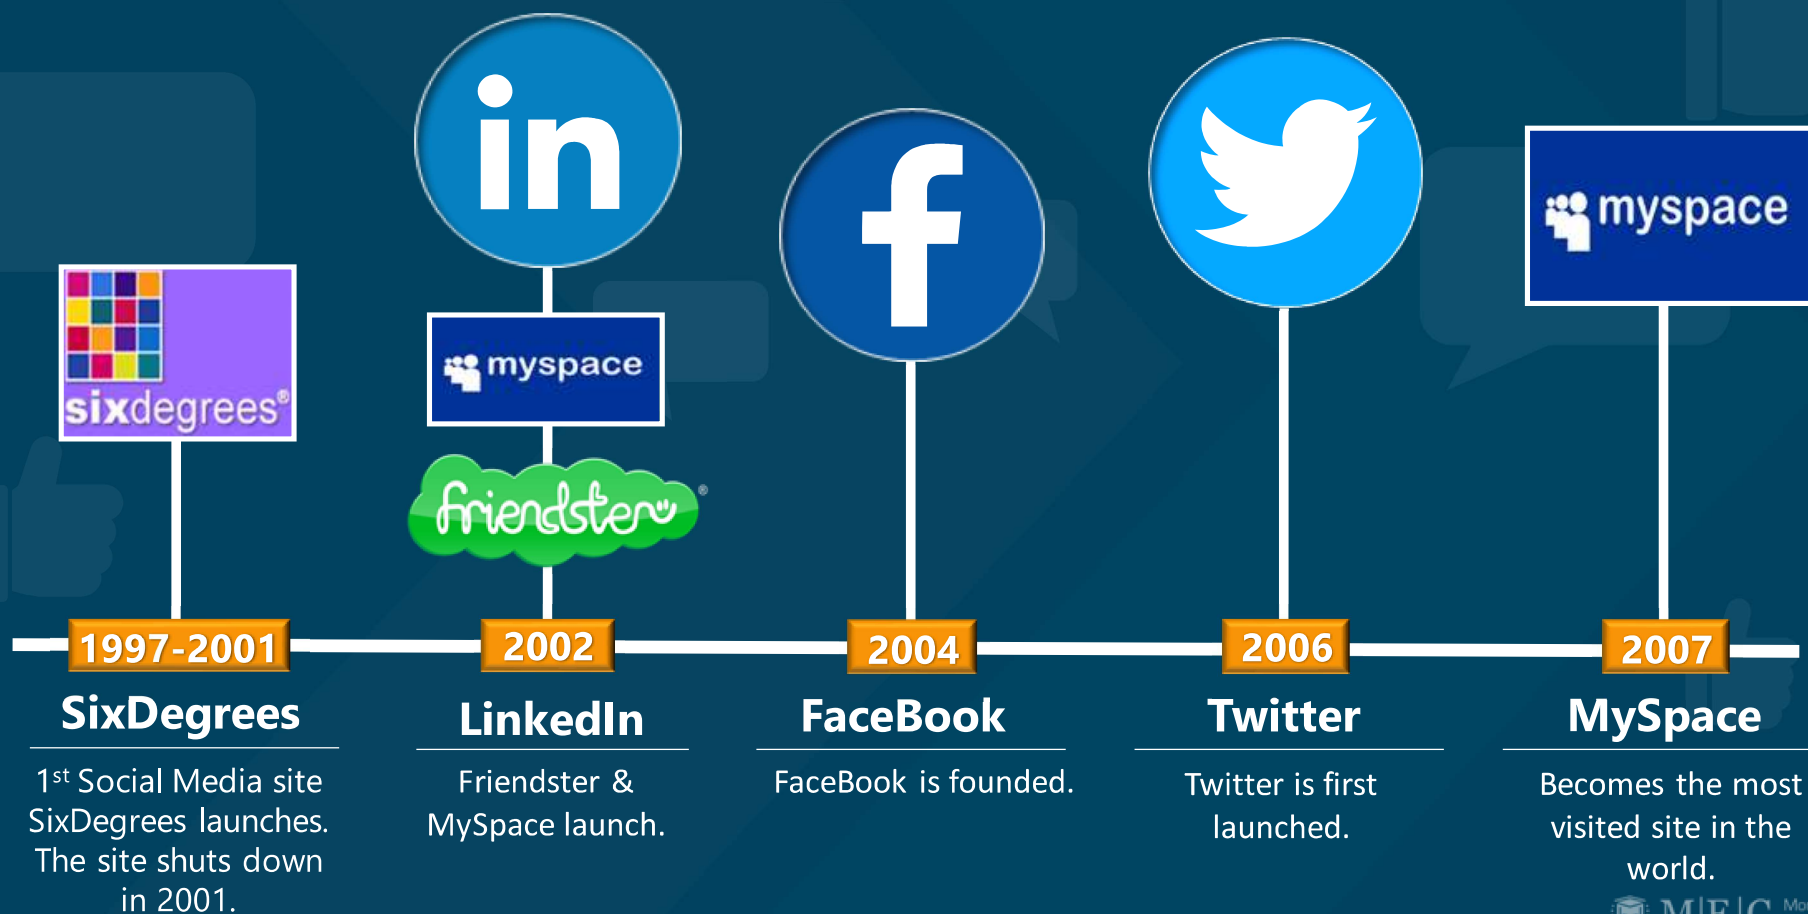 in
f
myspace
myspace
sixdegrees®
friendster®
1997-2001
2002
2004
2006
2007
SixDegrees
LinkedIn
FaceBook
Twitter
MySpace
1st Social Media site
SixDegrees launches.
The site shuts down
in 2001.
Friendster &
MySpace launch.
FaceBook is founded.
Twitter is first
launched.
Becomes the most
visited site in the
world.
M|E|C